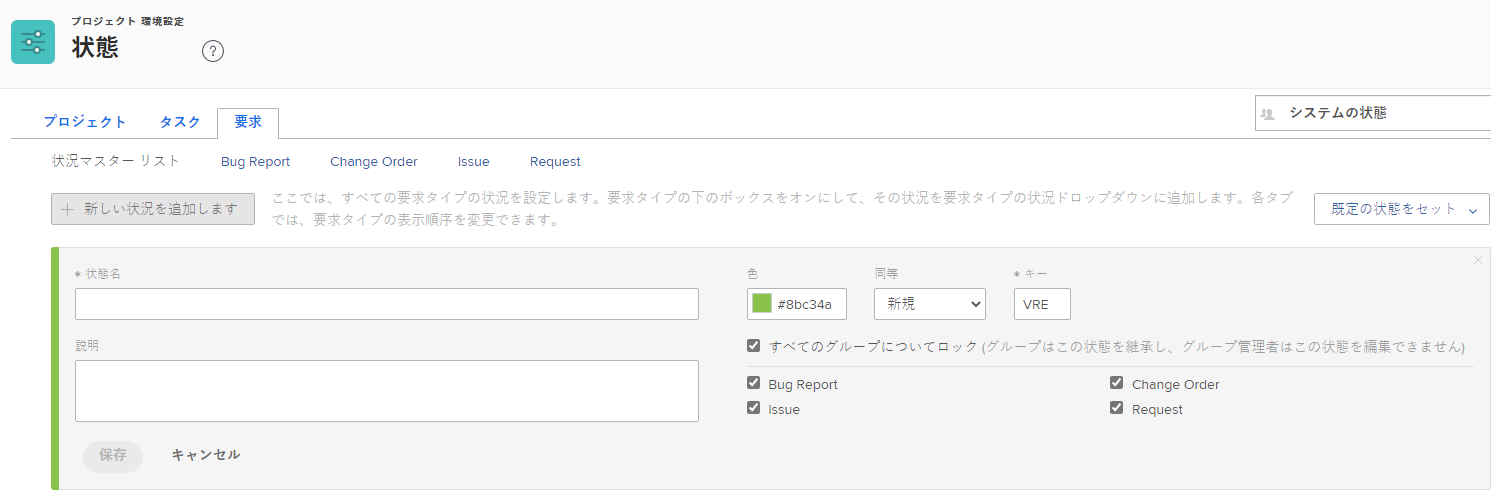 プロジェクト 環境設定
状態
?
システムの状態
プロジェクト タスク 要求
状況マスター リスト Bug Report Change Order Issue Request
新しい状況を追加します
ここでは、すべての要求タイプの状況を設定します。要求タイプの下のボックスをオンにして、その状況を要求タイプの状況ドロップダウンに追加します。各タブ
では、要求タイプの表示順序を変更できます。
既定の状態をセット
* 状態名
色 同等 * キー
#8bc34a 新規 VRE
説明
すべてのグループについてロック (グループはこの状態を継承し、グループ管理者はこの状態を編集できません)
Bug Report Change Order
Issue Request
保存 キャンセル